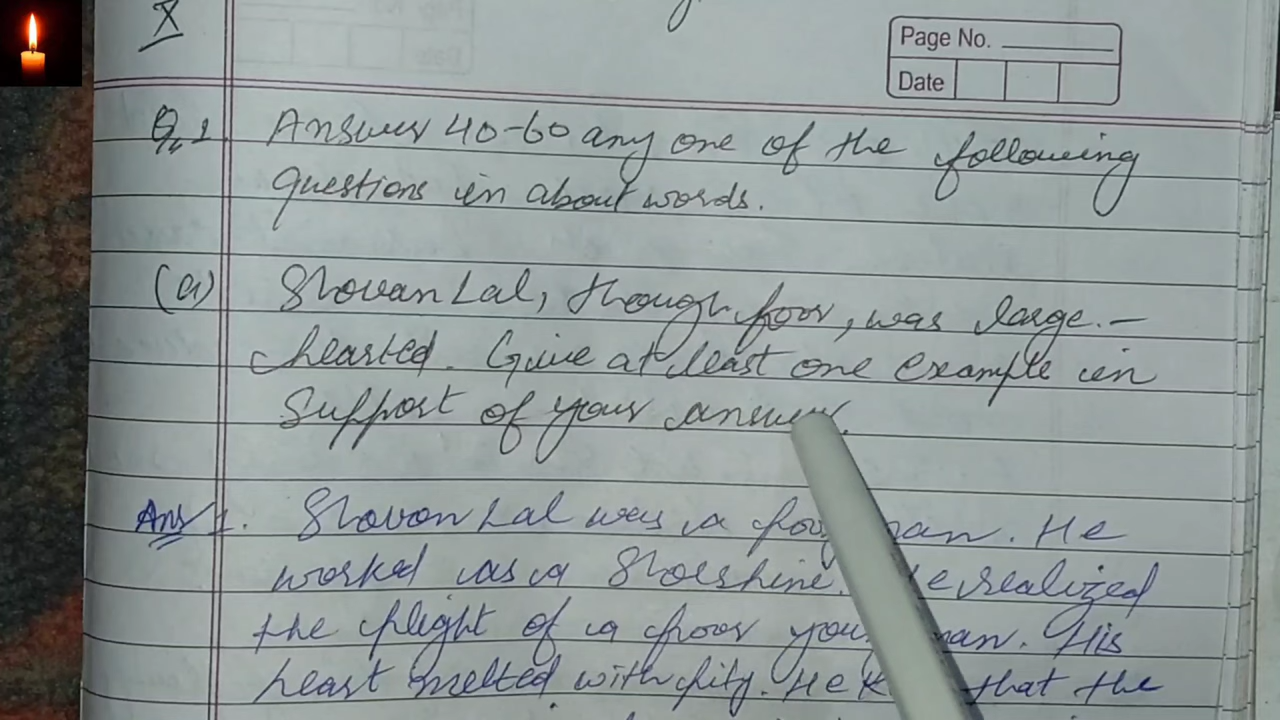 X
Page No.
Date
Q.1 Answer 40-60 any one of the following
questions in about words.
(a) Shovan Lal, though poor, was large-
hearted. Give at least one example in
Support of your answer.
Ans 1. Shovon Lal was a poor man. He
worked as a Shoeshine. He realized
the plight of a poor young man. His
heart melted with pity. He that the